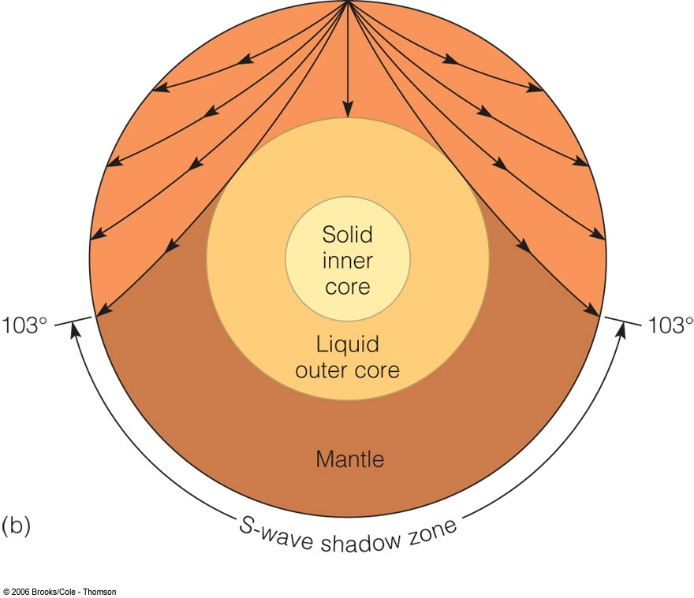 Solid
inner
core
103°
103°
Liquid
outer core
Mantle
(b)
S-wave shadow zone
© 2006 Brooks/Cole - Thomson